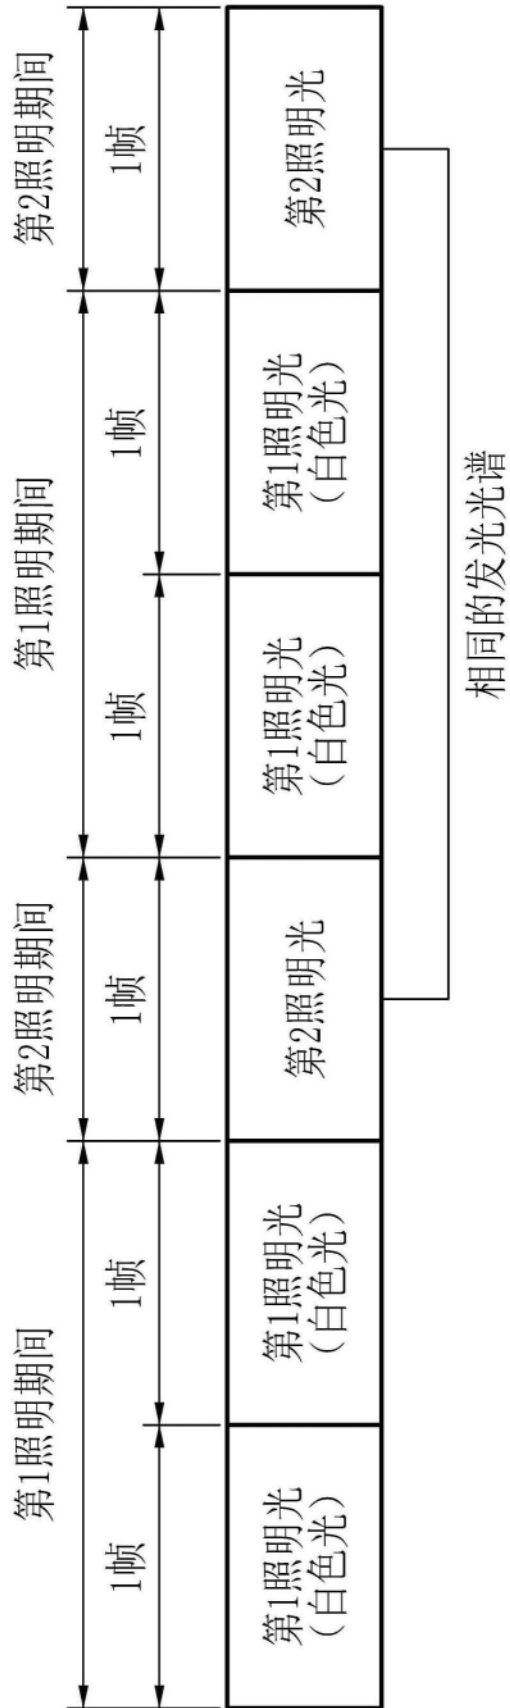 第1照明期间
第2照明期间
第1照明期间
第2照明期间
1帧
1帧
1帧
1帧
1帧
1帧
第1照明光
(白色光)
第1照明光
(白色光)
第2照明光
第1照明光
(白色光)
第1照明光
(白色光)
第2照明光
相同的发光光谱